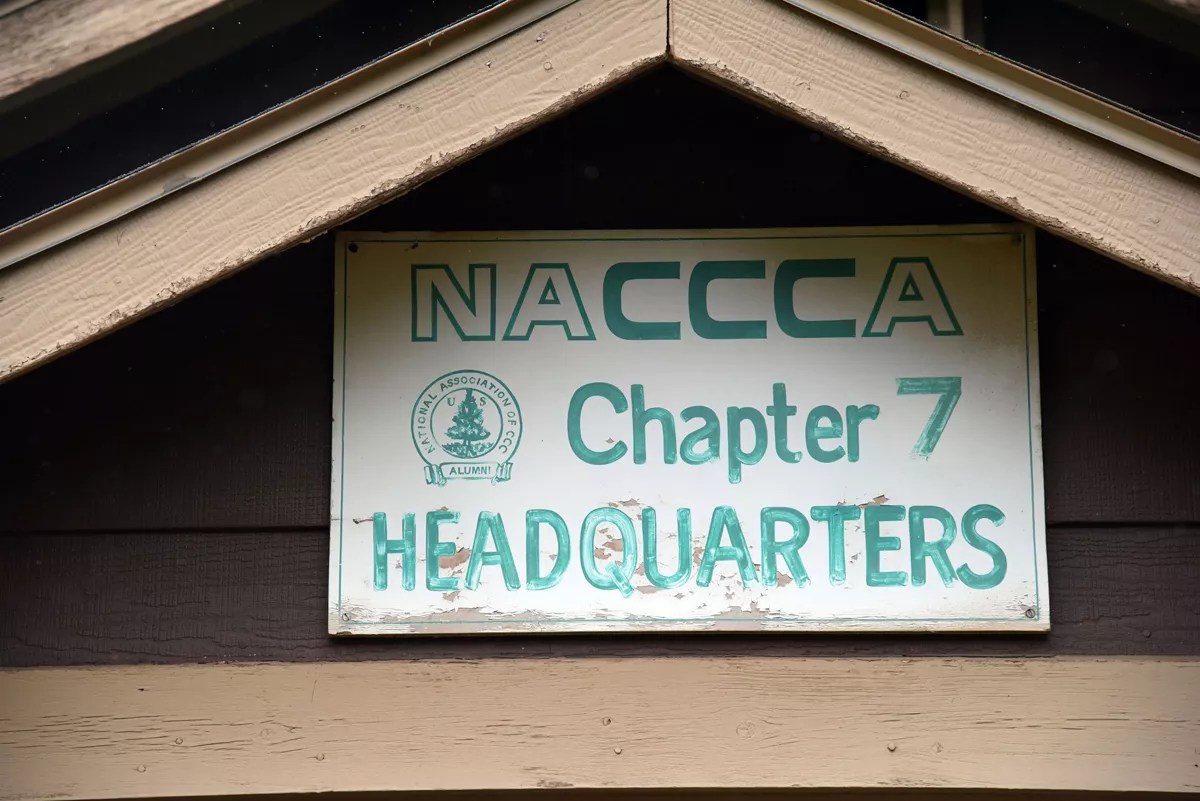 NACCCA
NATIONAL ASSOCIATION OF CCC
U S
ALUMNI
Chapter 7
HEADQUARTERS